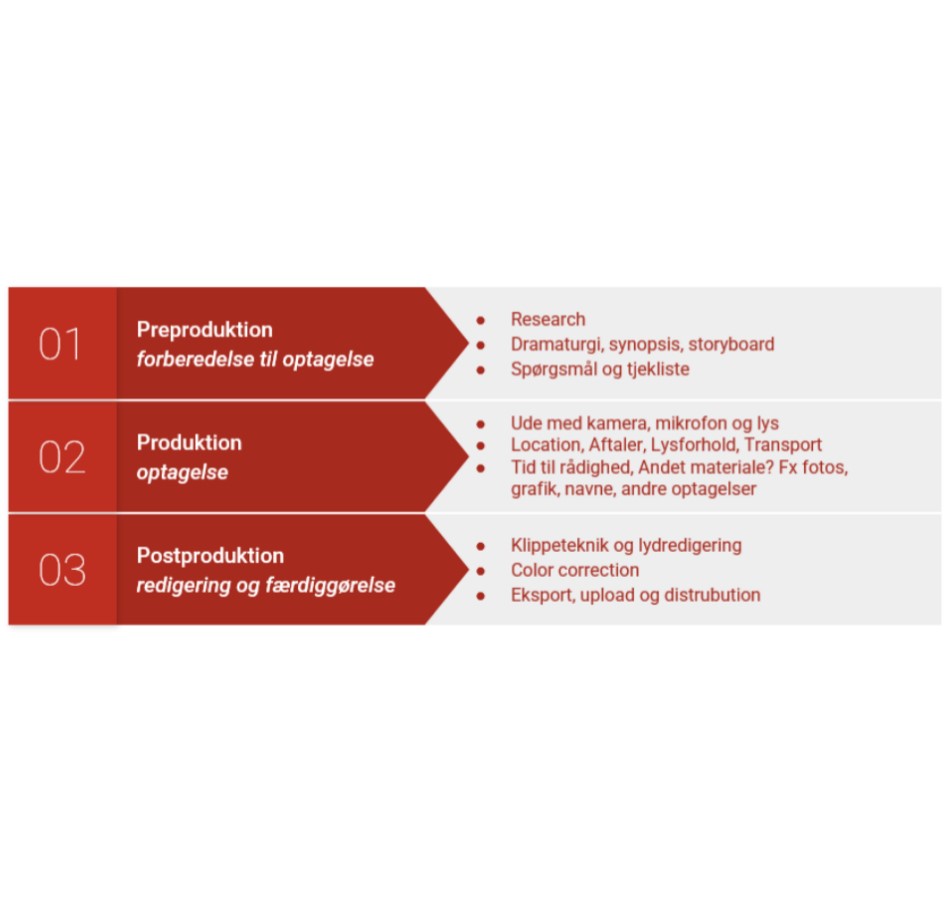 01
Preproduktion
forberedelse til optagelse
● Research
● Dramaturgi, synopsis, storyboard
● Spørgsmål og tjekliste
02
Produktion
optagelse
● Ude med kamera, mikrofon og lys
● Location, Aftaler, Lysforhold, Transport
● Tid til rådighed, Andet materiale? Fx fotos,
grafik, navne, andre optagelser
03
Postproduktion
redigering og færdiggørelse
● Klippeteknik og lydredigering
● Color correction
● Eksport, upload og distrubution